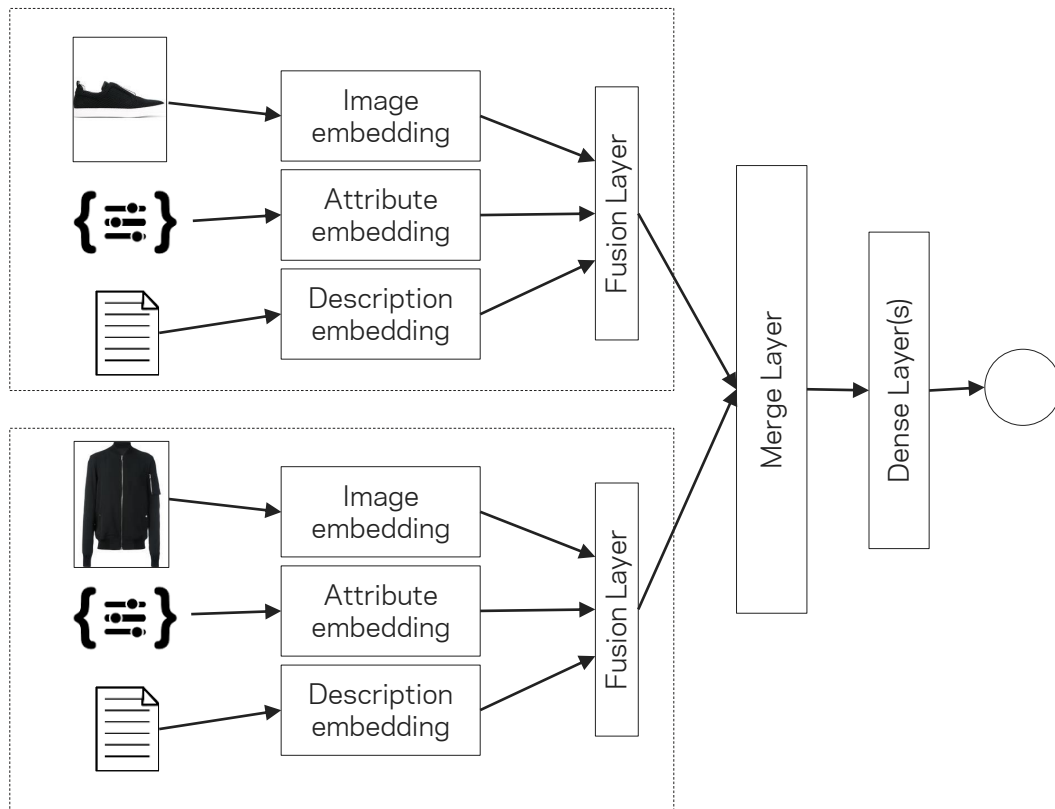 Image
embedding
Attribute
embedding
Description
embedding
Fusion Layer
Image
embedding
Attribute
embedding
Description
embedding
Fusion Layer
Merge Layer
Dense Layer(s)